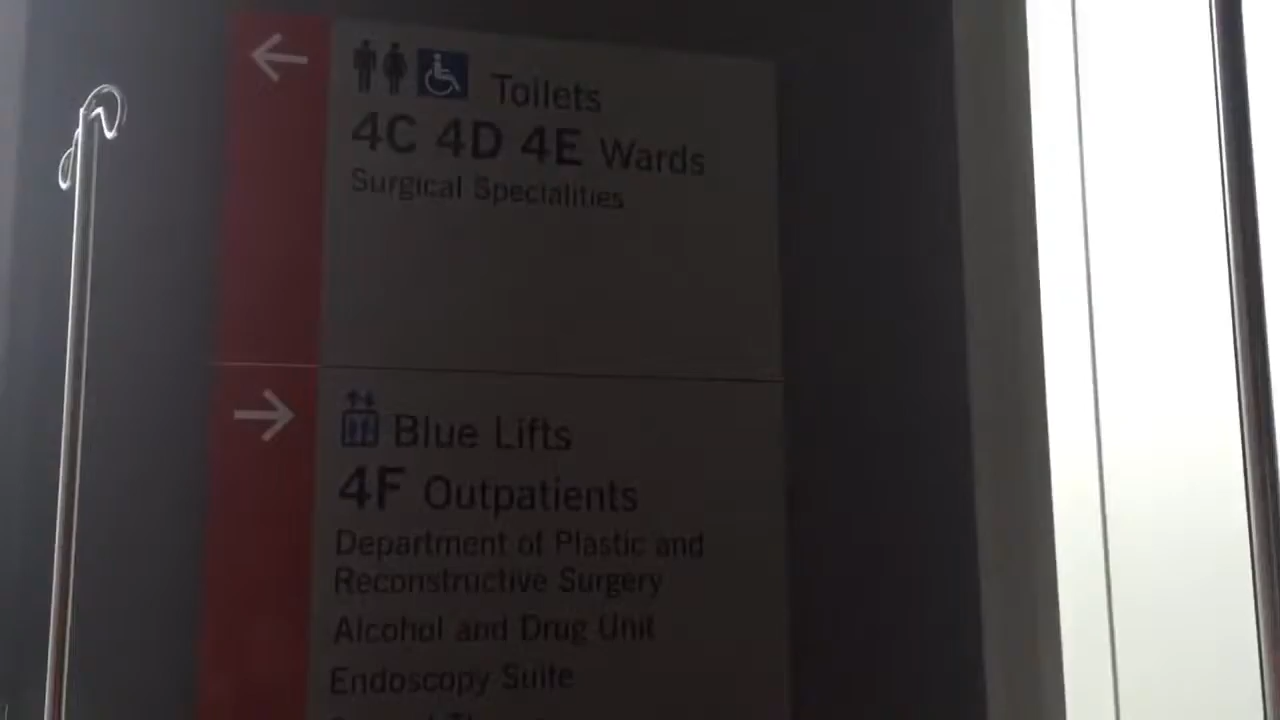 Toilets
4C 4D 4E Wards
Surgical Specialities
Blue Lifts
4F Outpatients
Department of Plastic and
Reconstructive Surgery
Alcohol and Drug Unit
Endoscopy Suite